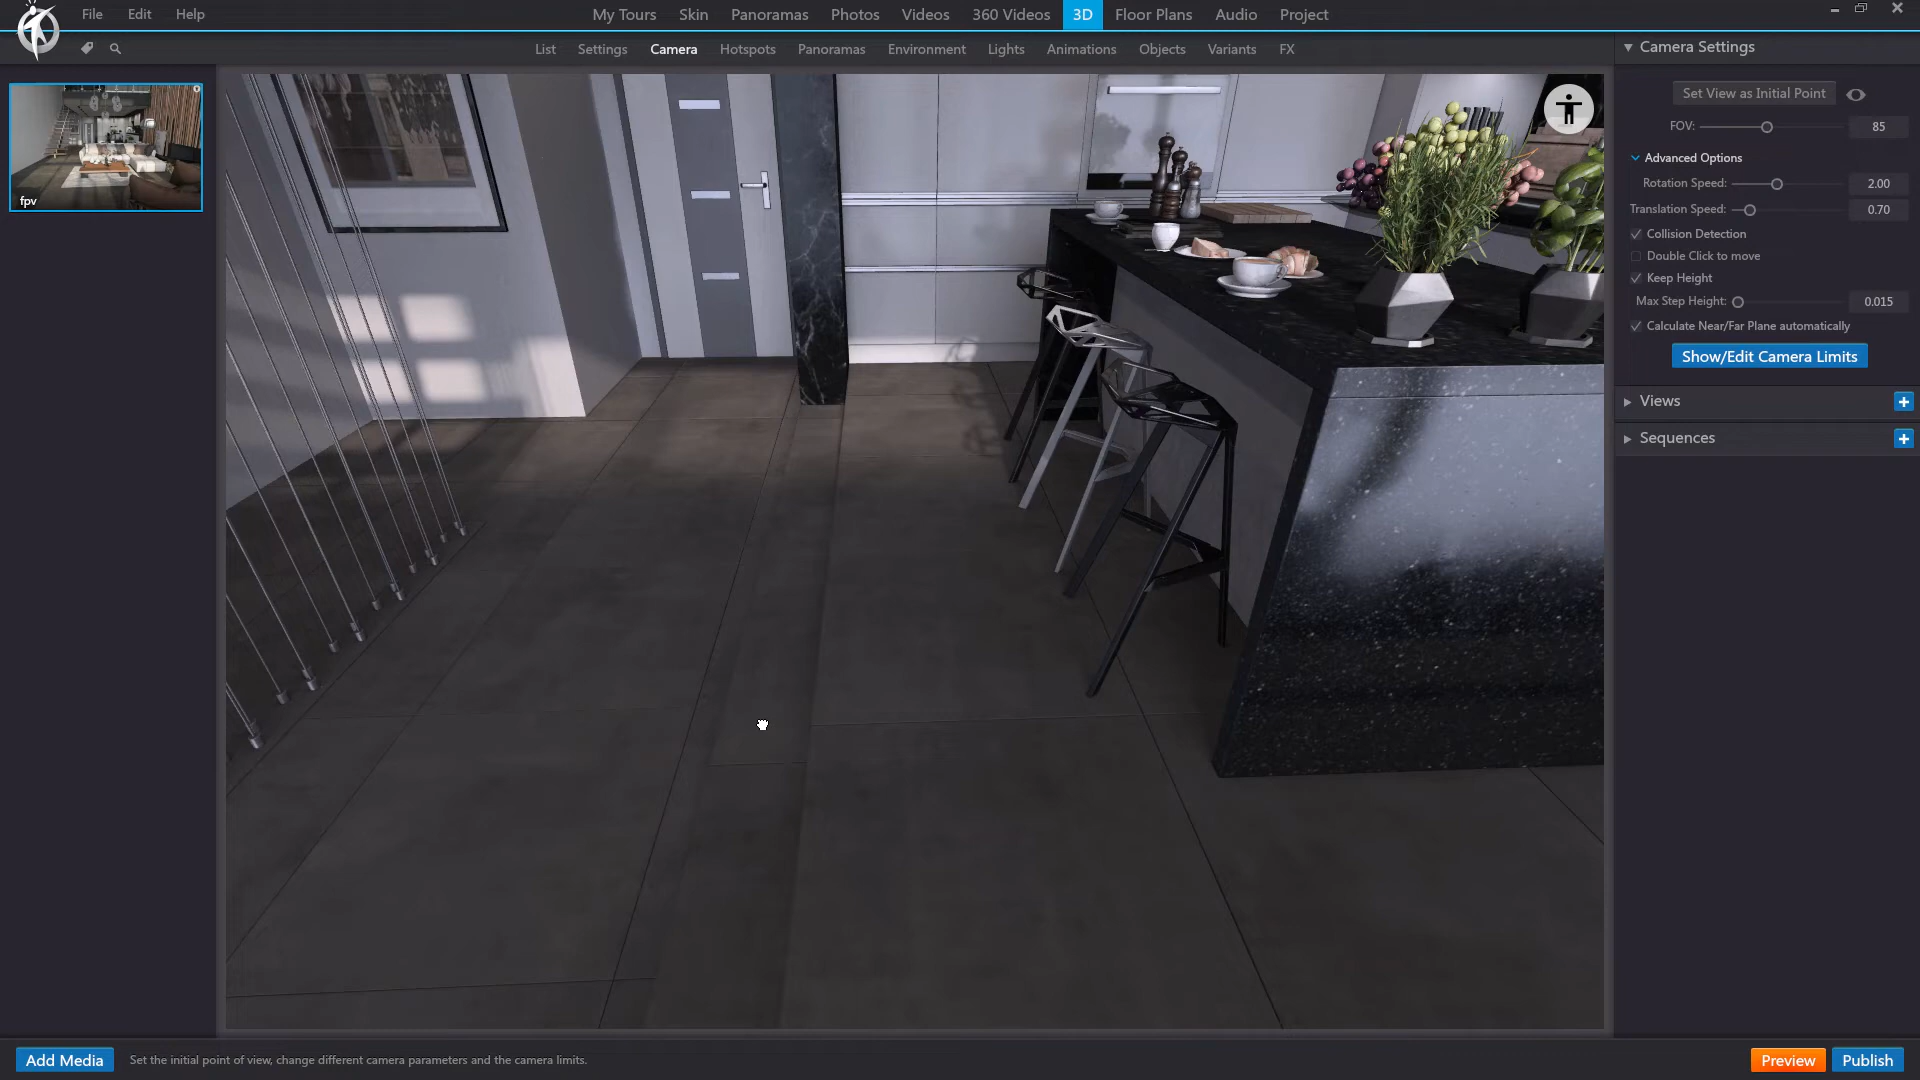 File Edit Help
My Tours Skin Panoramas Photos Videos 360 Videos 3D Floor Plans Audio Project
List Settings Camera Hotspots Panoramas Environment Lights Animations Objects Variants FX
fpv
Camera Settings
Set View as Initial Point
FOV: 85
Advanced Options
Rotation Speed: 2.00
Translation Speed: 0.70
Collision Detection
Double Click to move
Keep Height
Max Step Height: 0.015
Calculate Near/Far Plane automatically
Show/Edit Camera Limits
Views
Sequences
Add Media Set the initial point of view, change different camera parameters and the camera limits.
Preview Publish